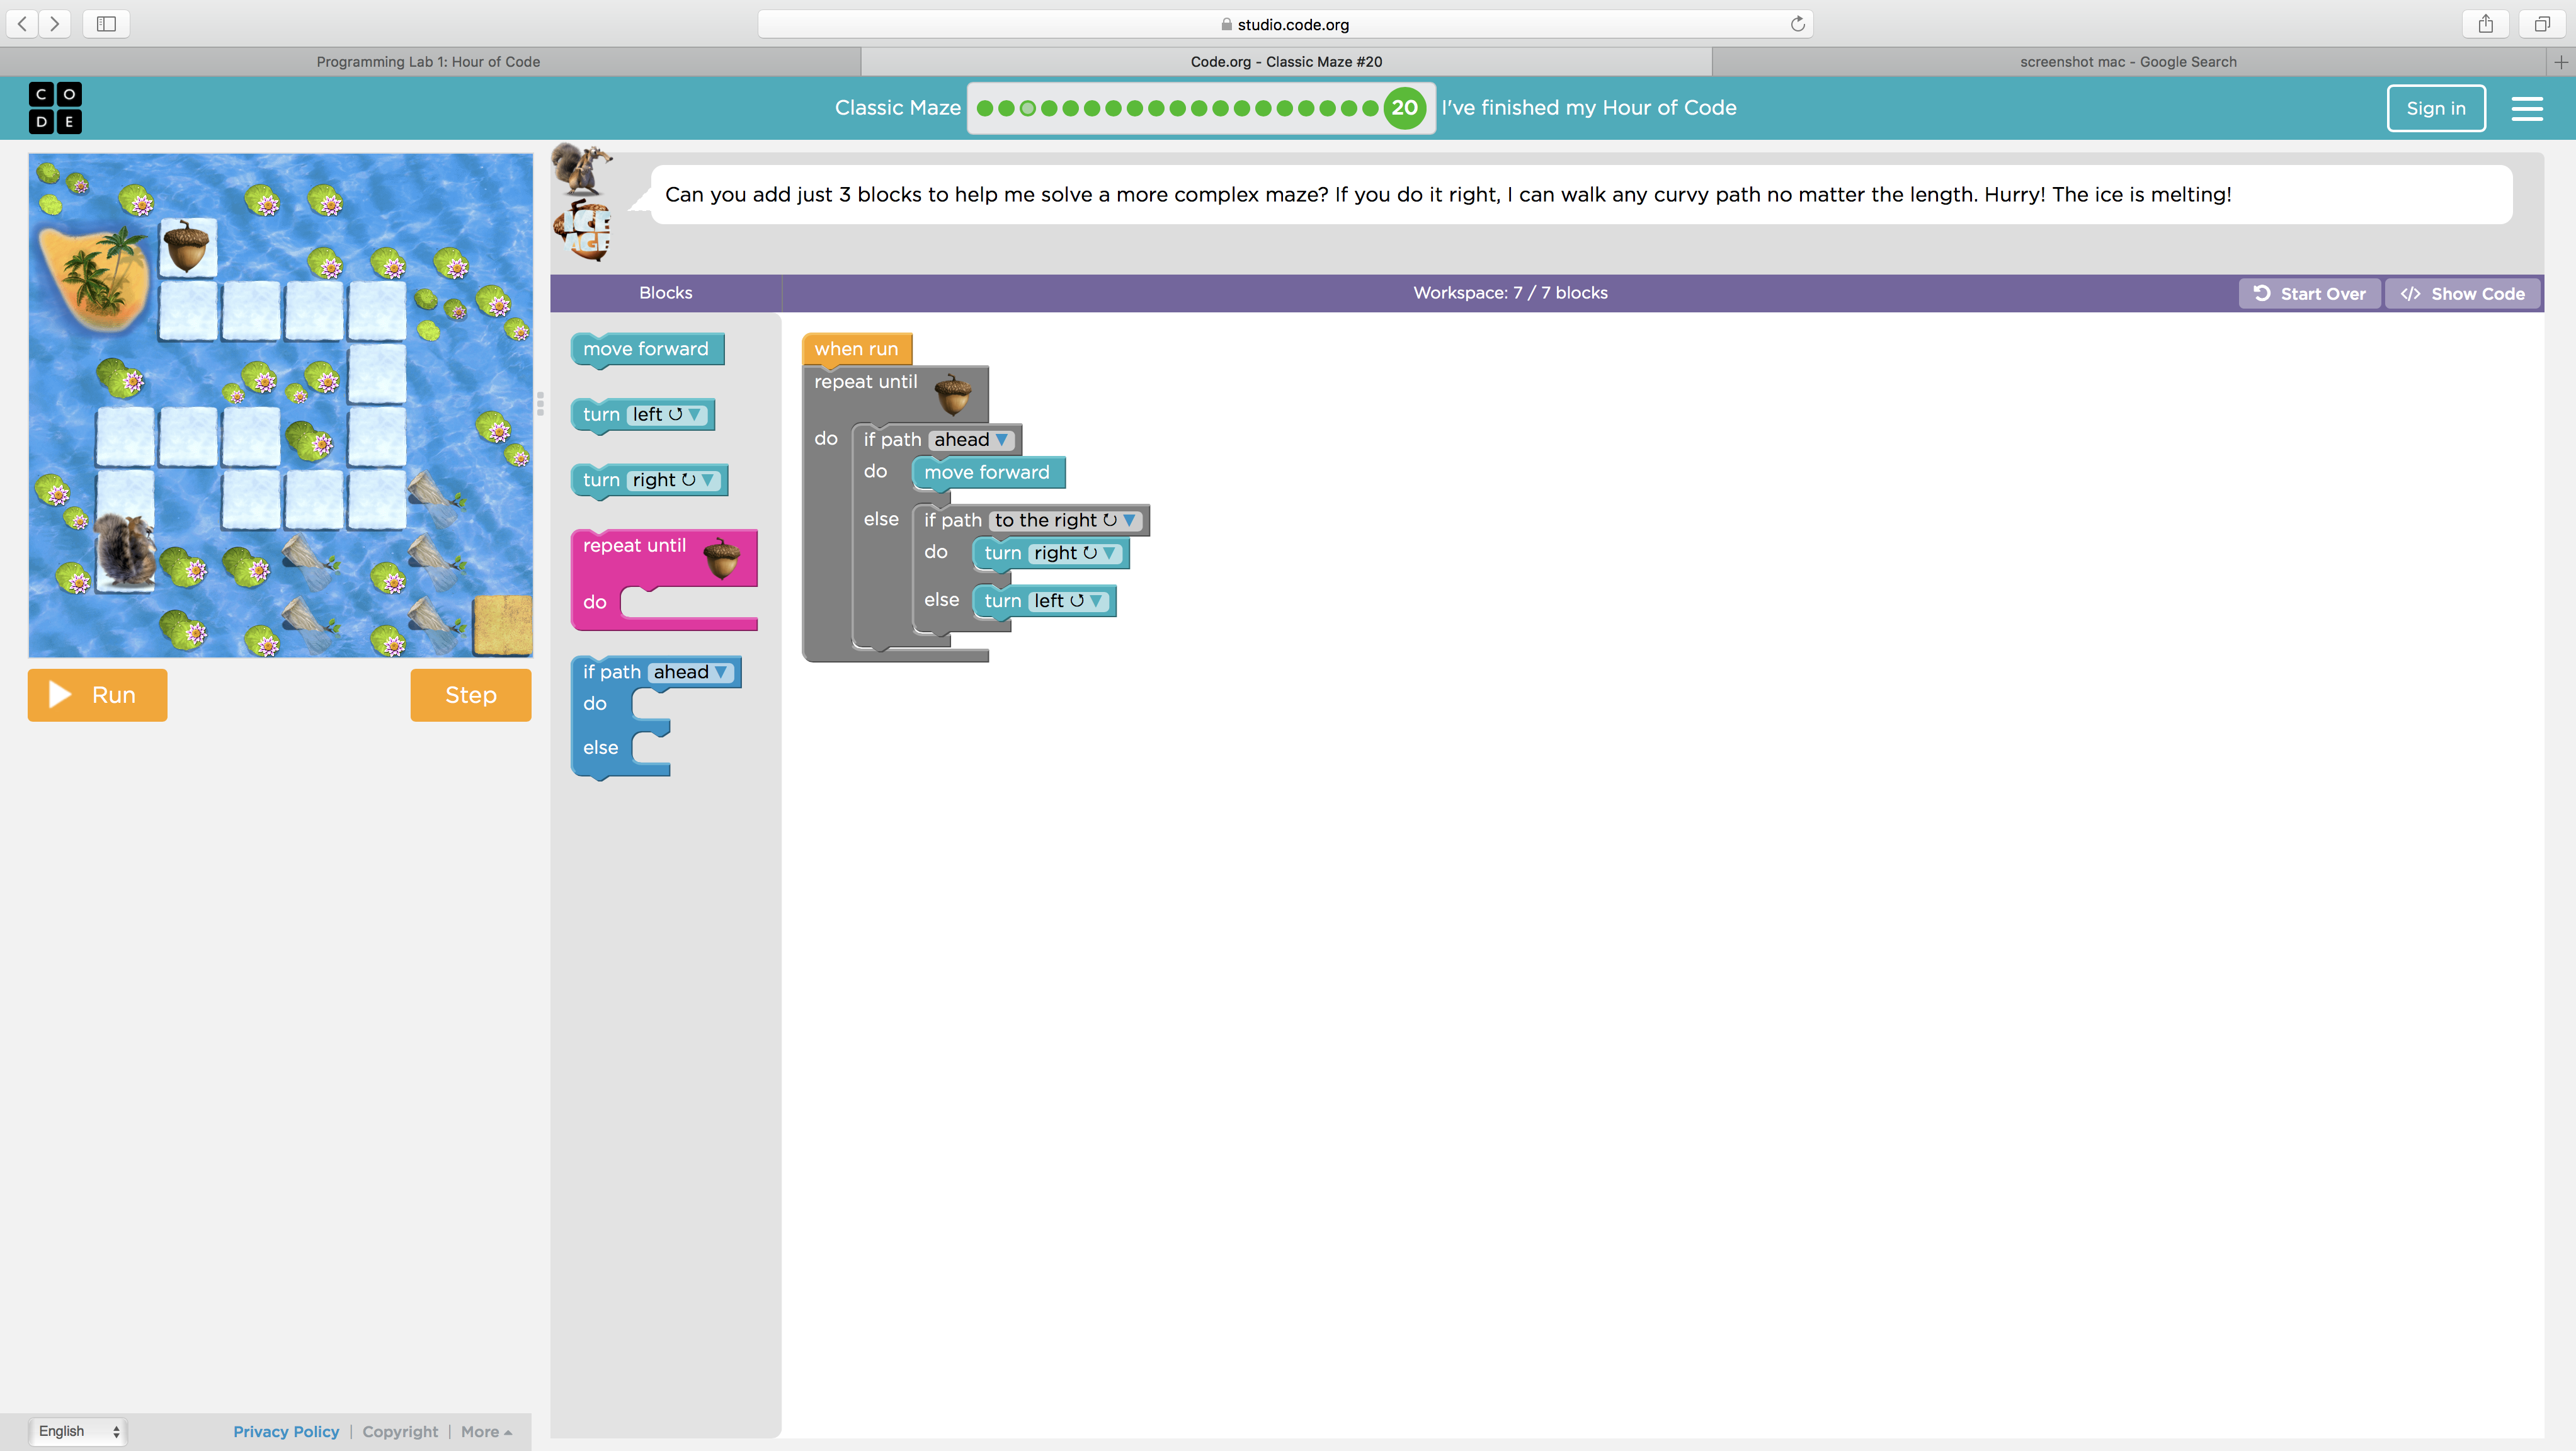 studio.code.org
Programming Lab 1: Hour of Code
Code.org - Classic Maze #20
screenshot mac - Google Search
C O
D E
Classic Maze
20
I've finished my Hour of Code
Sign in
ICE
AGE
Can you add just 3 blocks to help me solve a more complex maze? If you do it right, I can walk any curvy path no matter the length. Hurry! The ice is melting!
Blocks
Workspace: 7 / 7 blocks
Start Over
</> Show Code
move forward
turn left ↺ ▼
turn right ↻ ▼
repeat until
do
if path ahead ▼
do
else
when run
repeat until
do
if path ahead ▼
do
move forward
else
if path to the right ↻ ▼
do
turn right ↻ ▼
else
turn left ↺ ▼
Run
Step
English
Privacy Policy | Copyright | More